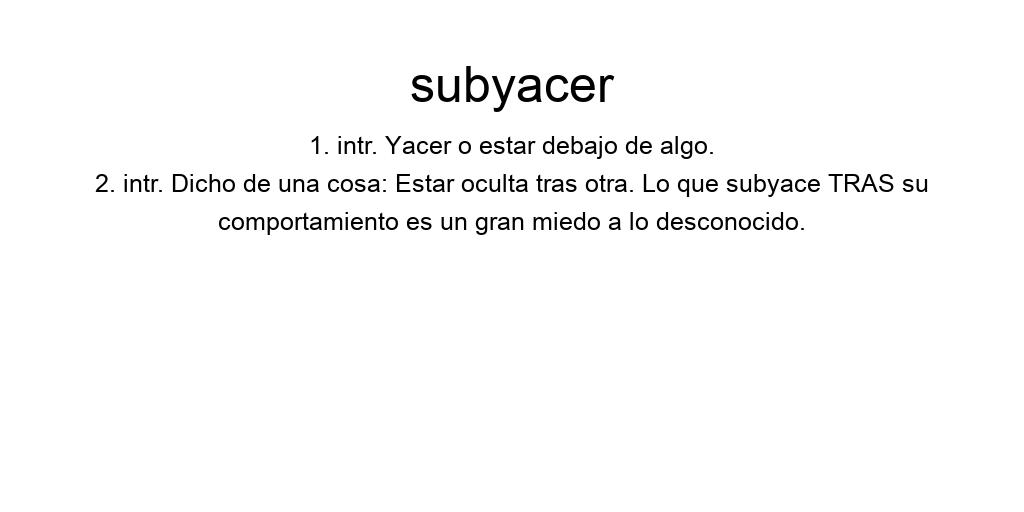 subyacer
1. intr. Yacer o estar debajo de algo.
2. intr. Dicho de una cosa: Estar oculta tras otra. Lo que subyace TRAS su
comportamiento es un gran miedo a lo desconocido.